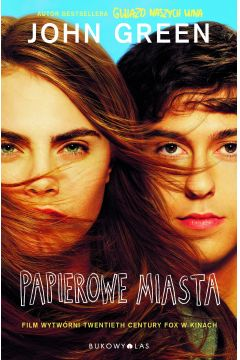 AUTOR BESTSELLERA GWIAZD NASZYCH WINA
JOHN GREEN
PAPIEROWE MIASTA
FILM WYTWÓRNI TWENTIETH CENTURY FOX W KINACH
BUKOWY LAS